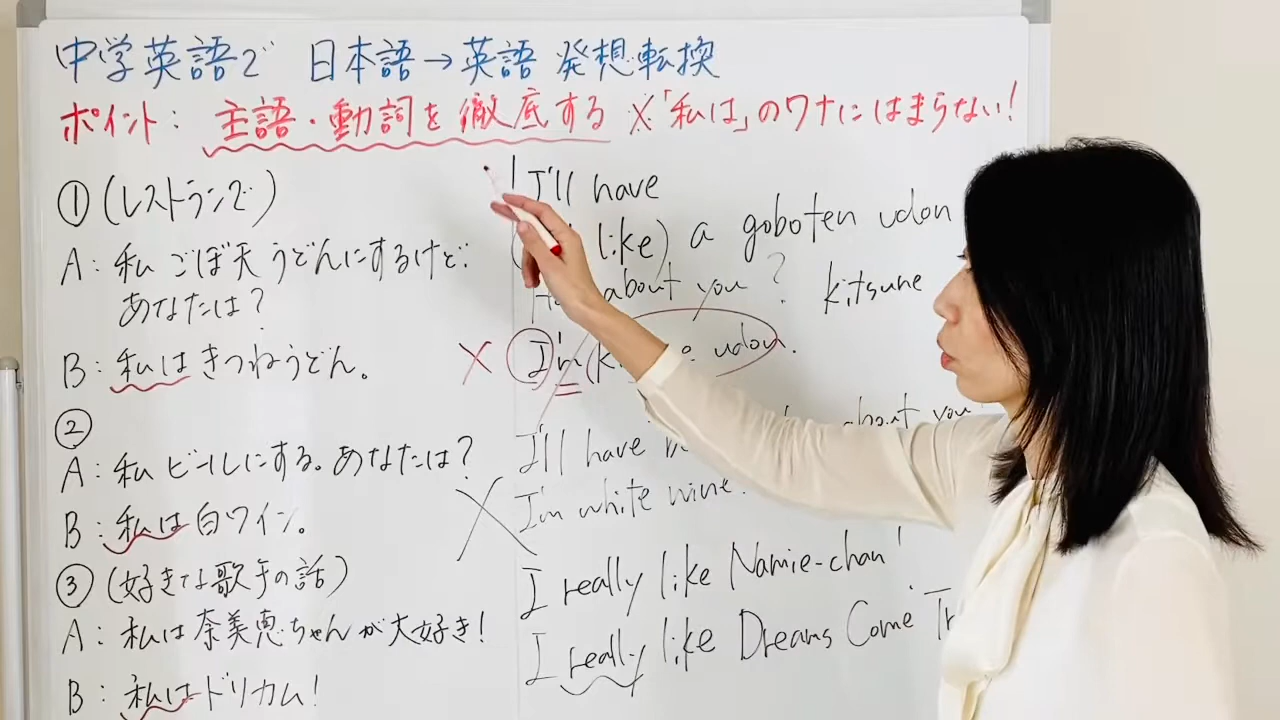 中学英語で 日本語→英語 発想転換
ポイント: 主語・動詞を徹底する ※「私は」のワナにはまらない!
①(レストランで)
A: 私 ごぼ天うどんにするけど、
あなたは?
B: 私は きつねうどん。
②
A: 私 ビールにする。あなたは?
B: 私は 白ワイン。
③(好きな歌手の話)
A: 私は 奈美恵ちゃんが大好き!
B: 私は ドリカム!
I'll have
like) a goboten udon
about you? kitsune
× I'm udon.
I'll have about you?
× I'm white wine.
I really like Namie-chan!
I really like Dreams Come